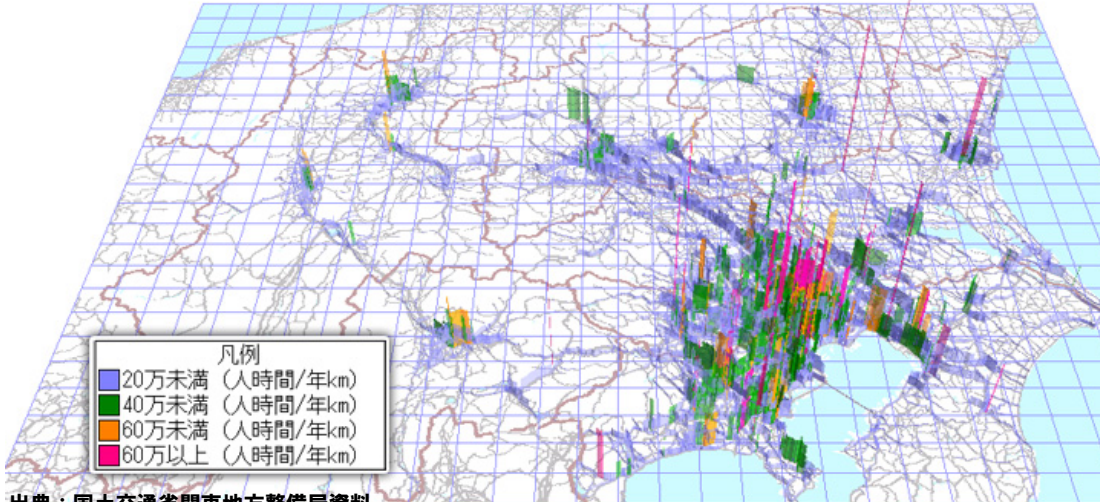 凡例
20万未満 (人時間/年km)
40万未満 (人時間/年km)
60万未満 (人時間/年km)
60万以上 (人時間/年km)
出典：国土交通省関東地方整備局資料